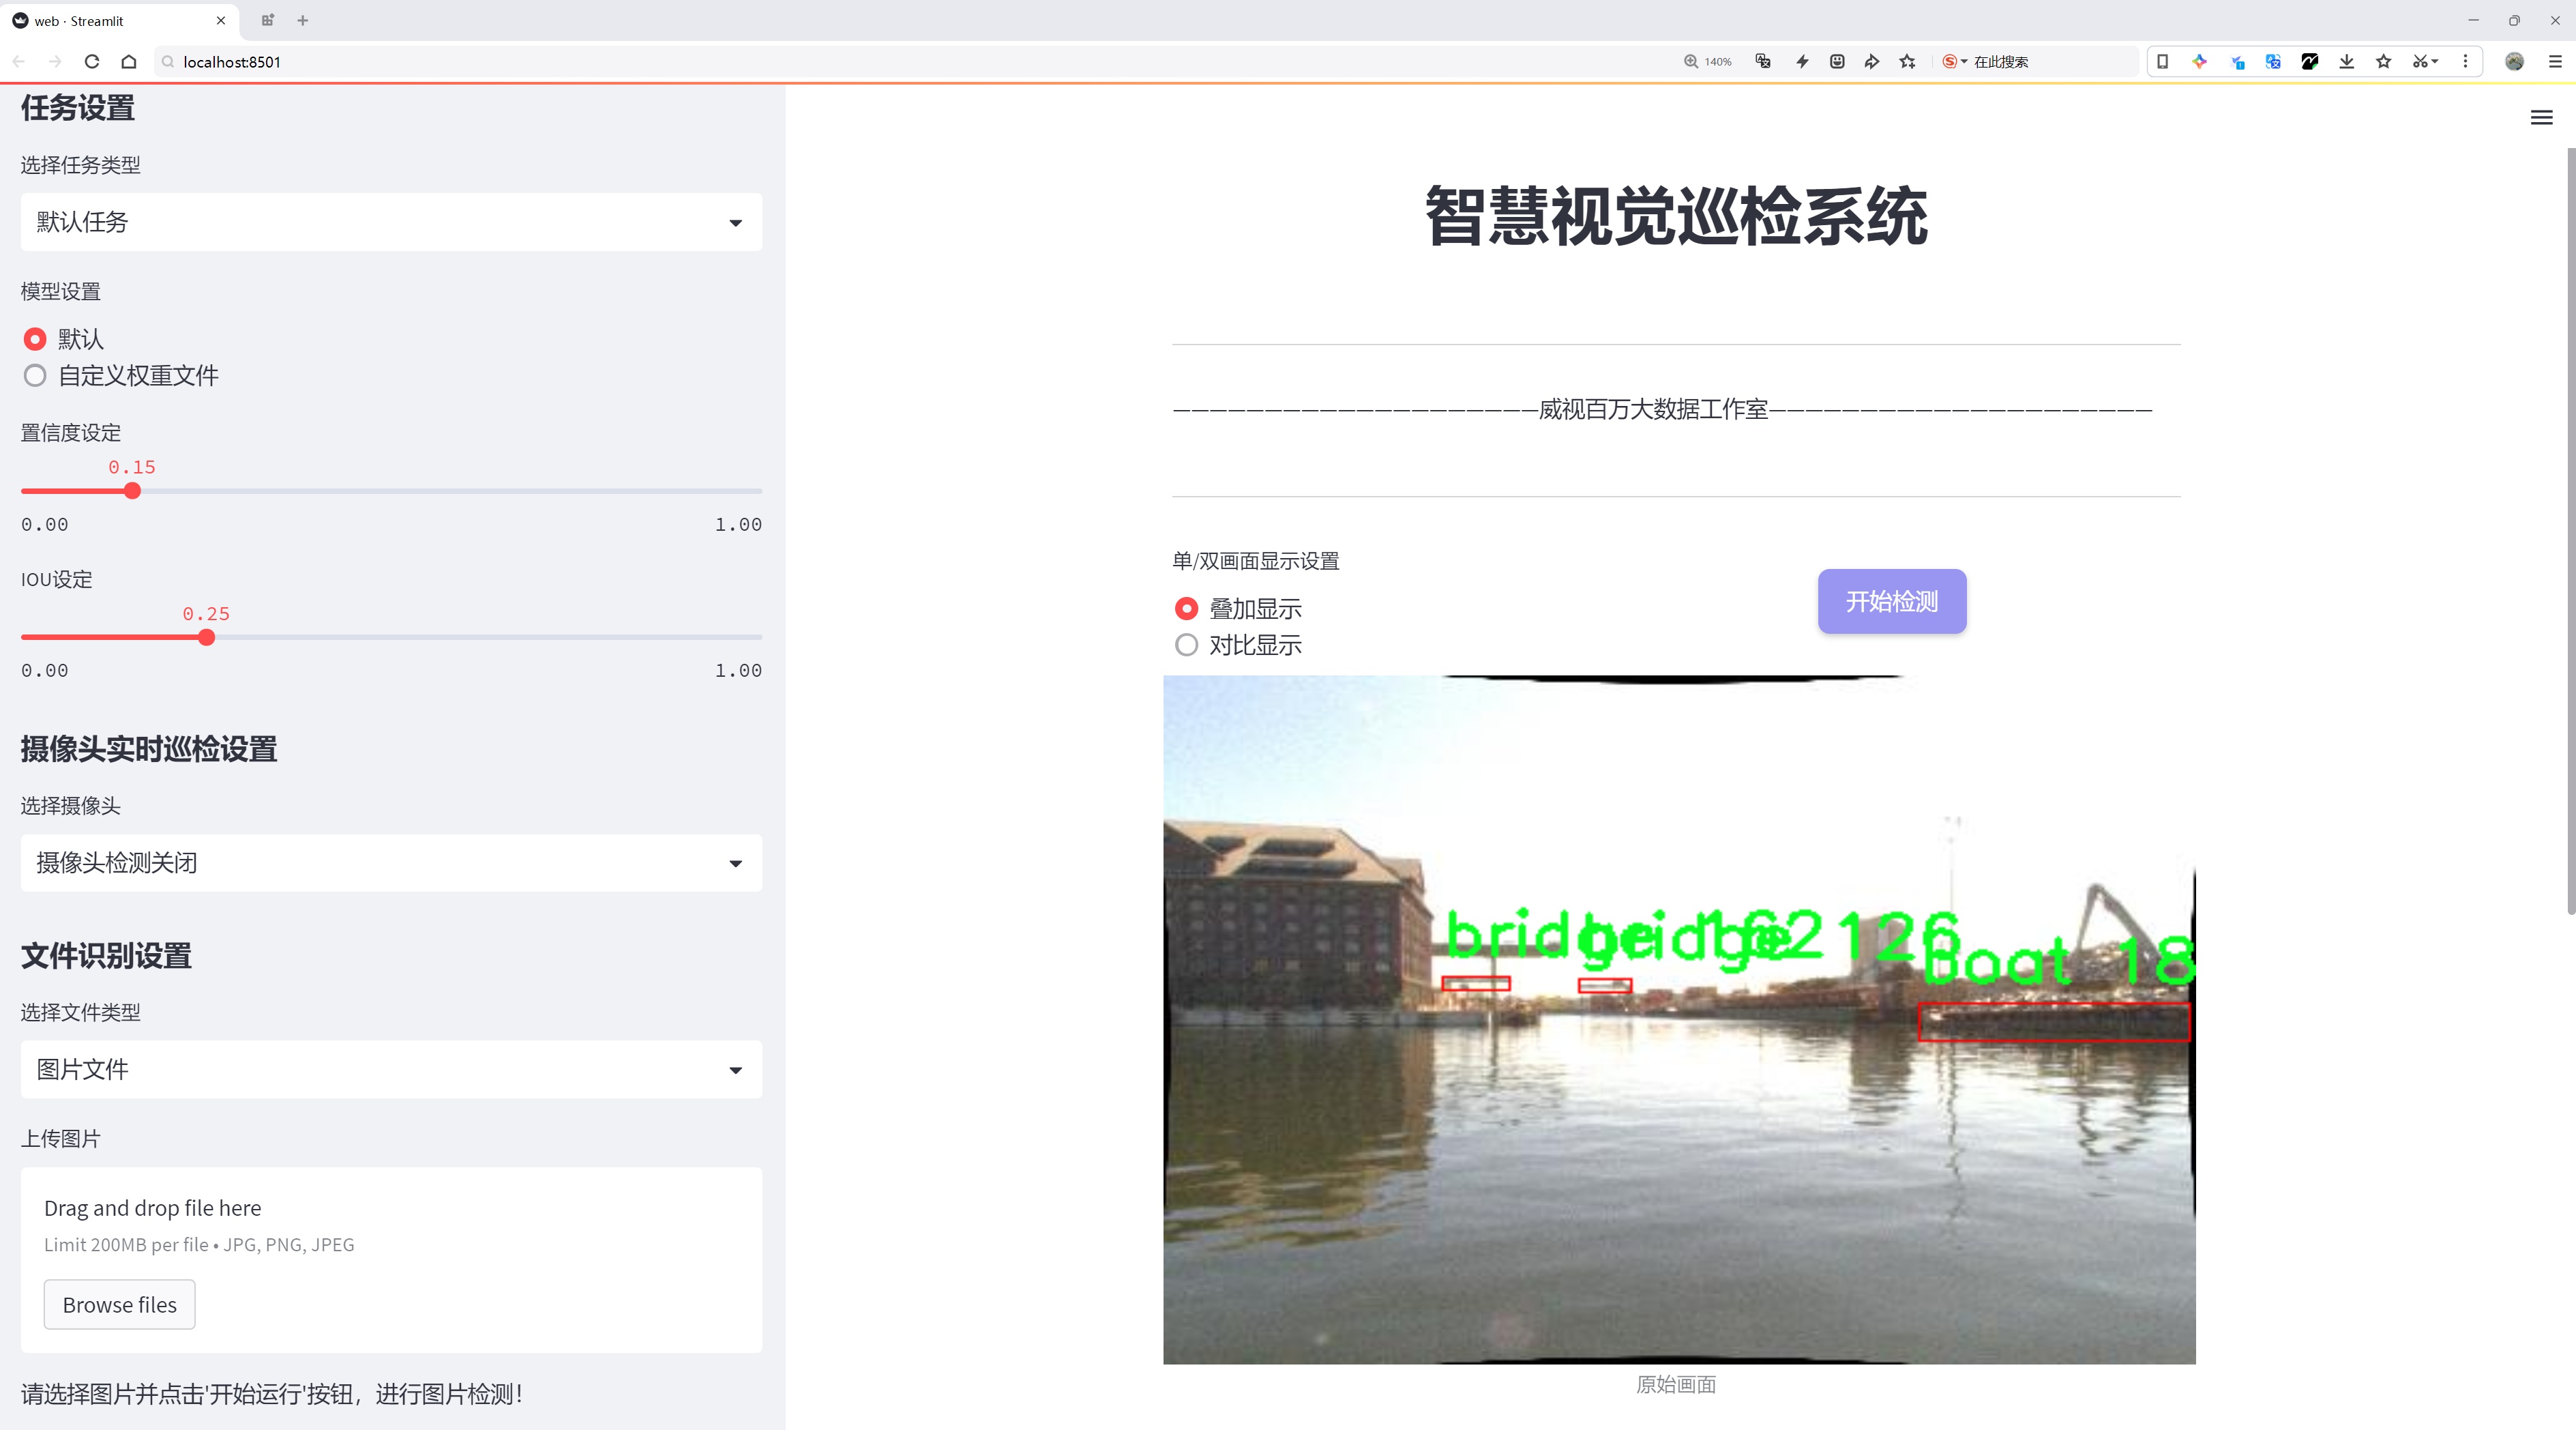 web · Streamlit
localhost:8501
140%
在此搜索
任务设置
选择任务类型
默认任务
模型设置
默认
自定义权重文件
置信度设定
0.15
0.00 1.00
IOU设定
0.25
0.00 1.00
摄像头实时巡检设置
选择摄像头
摄像头检测关闭
文件识别设置
选择文件类型
图片文件
上传图片
Drag and drop file here
Limit 200MB per file • JPG, PNG, JPEG
Browse files
请选择图片并点击'开始运行'按钮，进行图片检测！
智慧视觉巡检系统
————————————————————威视百万大数据工作室—————————————————————
单/双画面显示设置
叠加显示
对比显示
开始检测
bridge
bridge 2126
boat 18
原始画面